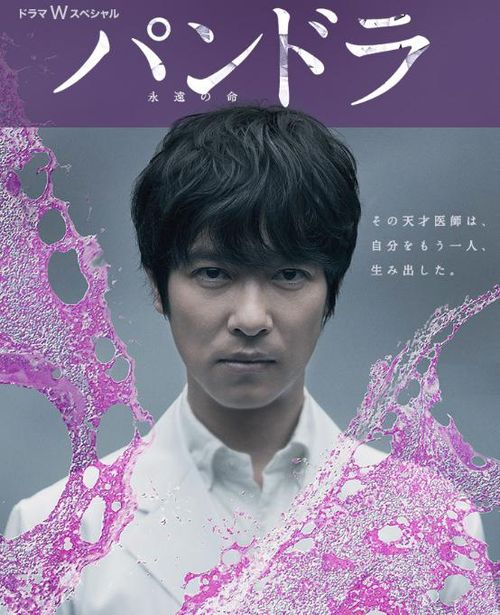 ドラマWスペシャル
パンドラ
永遠の命
その天才医師は、
自分をもう一人、
生み出した。